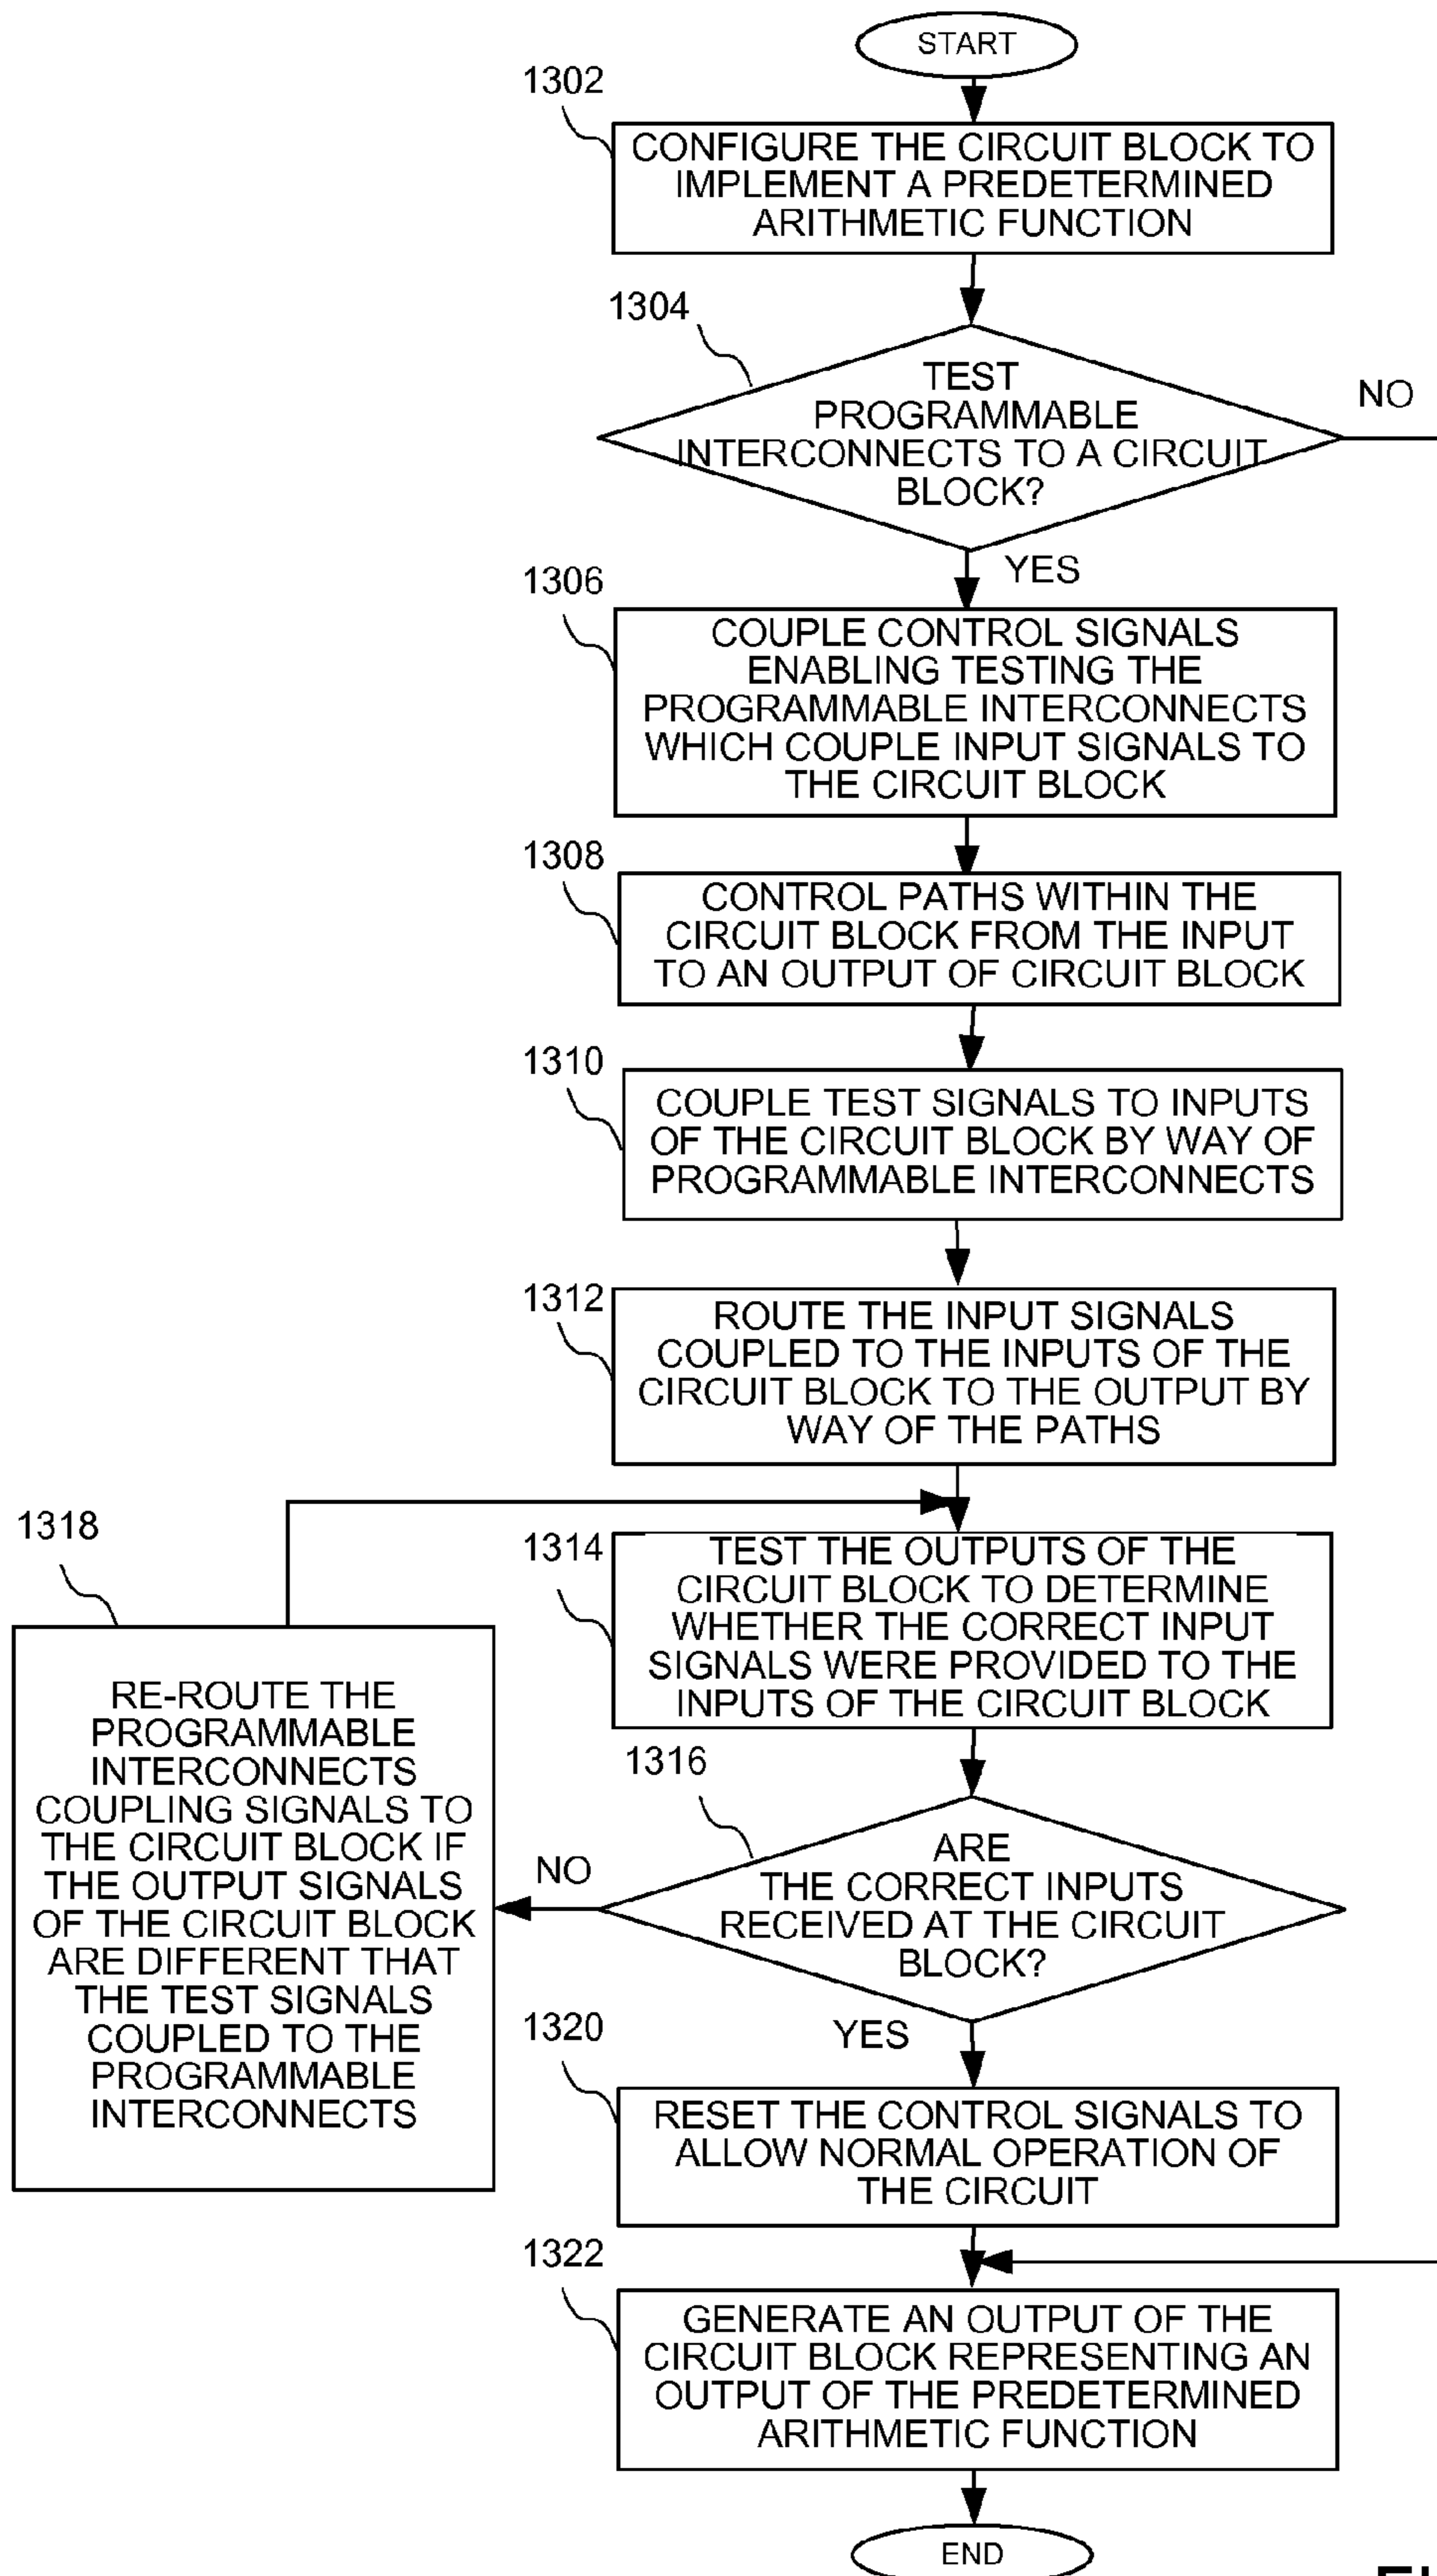 START
1302
CONFIGURE THE CIRCUIT BLOCK TO
IMPLEMENT A PREDETERMINED
ARITHMETIC FUNCTION
1304
TEST
PROGRAMMABLE
INTERCONNECTS TO A CIRCUIT
BLOCK?
NO
YES
1306
COUPLE CONTROL SIGNALS
ENABLING TESTING THE
PROGRAMMABLE INTERCONNECTS
WHICH COUPLE INPUT SIGNALS TO
THE CIRCUIT BLOCK
1308
CONTROL PATHS WITHIN THE
CIRCUIT BLOCK FROM THE INPUT
TO AN OUTPUT OF CIRCUIT BLOCK
1310
COUPLE TEST SIGNALS TO INPUTS
OF THE CIRCUIT BLOCK BY WAY OF
PROGRAMMABLE INTERCONNECTS
1312
ROUTE THE INPUT SIGNALS
COUPLED TO THE INPUTS OF THE
CIRCUIT BLOCK TO THE OUTPUT BY
WAY OF THE PATHS
1314
TEST THE OUTPUTS OF THE
CIRCUIT BLOCK TO DETERMINE
WHETHER THE CORRECT INPUT
SIGNALS WERE PROVIDED TO THE
INPUTS OF THE CIRCUIT BLOCK
1316
ARE
THE CORRECT INPUTS
RECEIVED AT THE CIRCUIT
BLOCK?
NO
1318
RE-ROUTE THE
PROGRAMMABLE
INTERCONNECTS
COUPLING SIGNALS TO
THE CIRCUIT BLOCK IF
THE OUTPUT SIGNALS
OF THE CIRCUIT BLOCK
ARE DIFFERENT THAT
THE TEST SIGNALS
COUPLED TO THE
PROGRAMMABLE
INTERCONNECTS
YES
1320
RESET THE CONTROL SIGNALS TO
ALLOW NORMAL OPERATION OF
THE CIRCUIT
1322
GENERATE AN OUTPUT OF THE
CIRCUIT BLOCK REPRESENTING AN
OUTPUT OF THE PREDETERMINED
ARITHMETIC FUNCTION
END